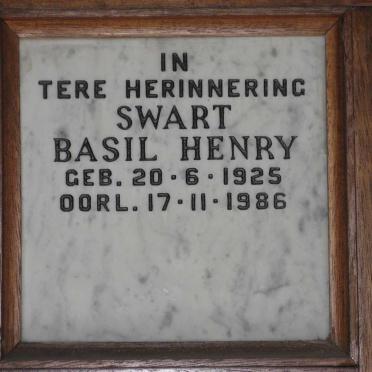 IN
TERE HERINNERING
SWART
BASIL HENRY
GEB. 20·6·1925
OORL. 17·11·1986